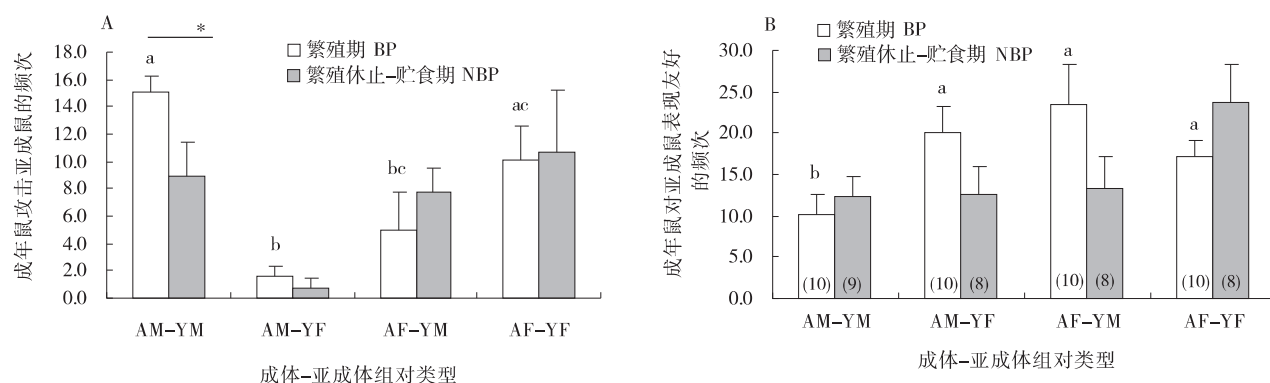 A
*
成年鼠攻击亚成鼠的频次
18.0
16.0
14.0
12.0
10.0
8.0
6.0
4.0
2.0
0.0
繁殖期 BP
繁殖休止-贮食期 NBP
a
b
bc
ac
AM-YM
AM-YF
AF-YM
AF-YF
成体-亚成体组对类型
B
成年鼠对亚成鼠表现友好
的频次
30.0
25.0
20.0
15.0
10.0
5.0
0.0
繁殖期 BP
繁殖休止-贮食期 NBP
b
a
a
a
(10)
(9)
(10)
(8)
(10)
(8)
(10)
(8)
AM-YM
AM-YF
AF-YM
AF-YF
成体-亚成体组对类型